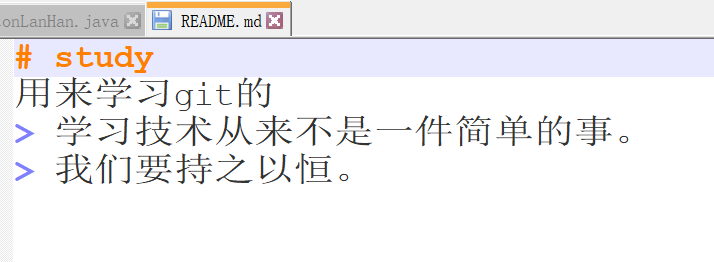 onLanHan.java README.md
# study
用来学习git的
> 学习技术从来不是一件简单的事。
> 我们要持之以恒。